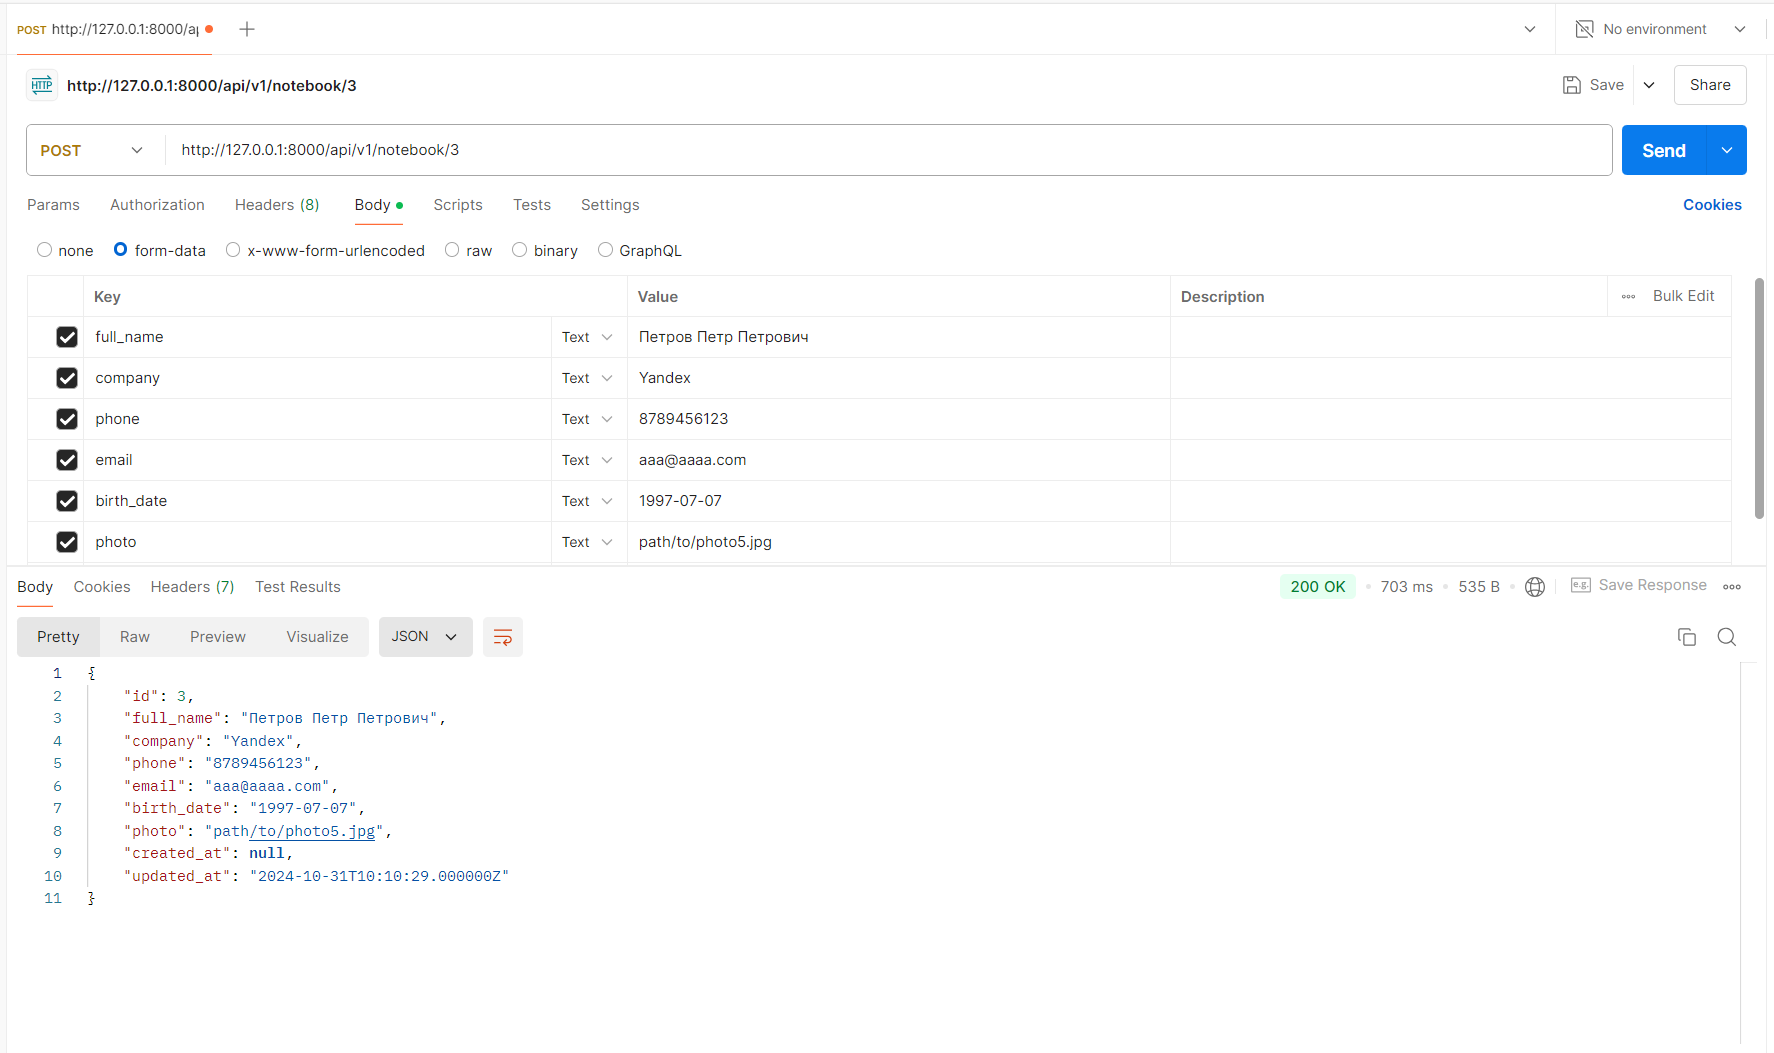 POST http://127.0.0.1:8000/a
No environment
HTTP http://127.0.0.1:8000/api/v1/notebook/3
Save
Share
POST http://127.0.0.1:8000/api/v1/notebook/3
Send
Params Authorization Headers (8) Body Scripts Tests Settings
Cookies
none form-data x-www-form-urlencoded raw binary GraphQL
Key Value Description Bulk Edit
full_name Text Петров Петр Петрович
company Text Yandex
phone Text 8789456123
email Text aaa@aaaa.com
birth_date Text 1997-07-07
photo Text path/to/photo5.jpg
Body Cookies Headers (7) Test Results
200 OK 703 ms 535 B e.g. Save Response
Pretty Raw Preview Visualize JSON
1 {
2 "id": 3,
3 "full_name": "Петров Петр Петрович",
4 "company": "Yandex",
5 "phone": "8789456123",
6 "email": "aaa@aaaa.com",
7 "birth_date": "1997-07-07",
8 "photo": "path/to/photo5.jpg",
9 "created_at": null,
10 "updated_at": "2024-10-31T10:10:29.000000Z"
11 }